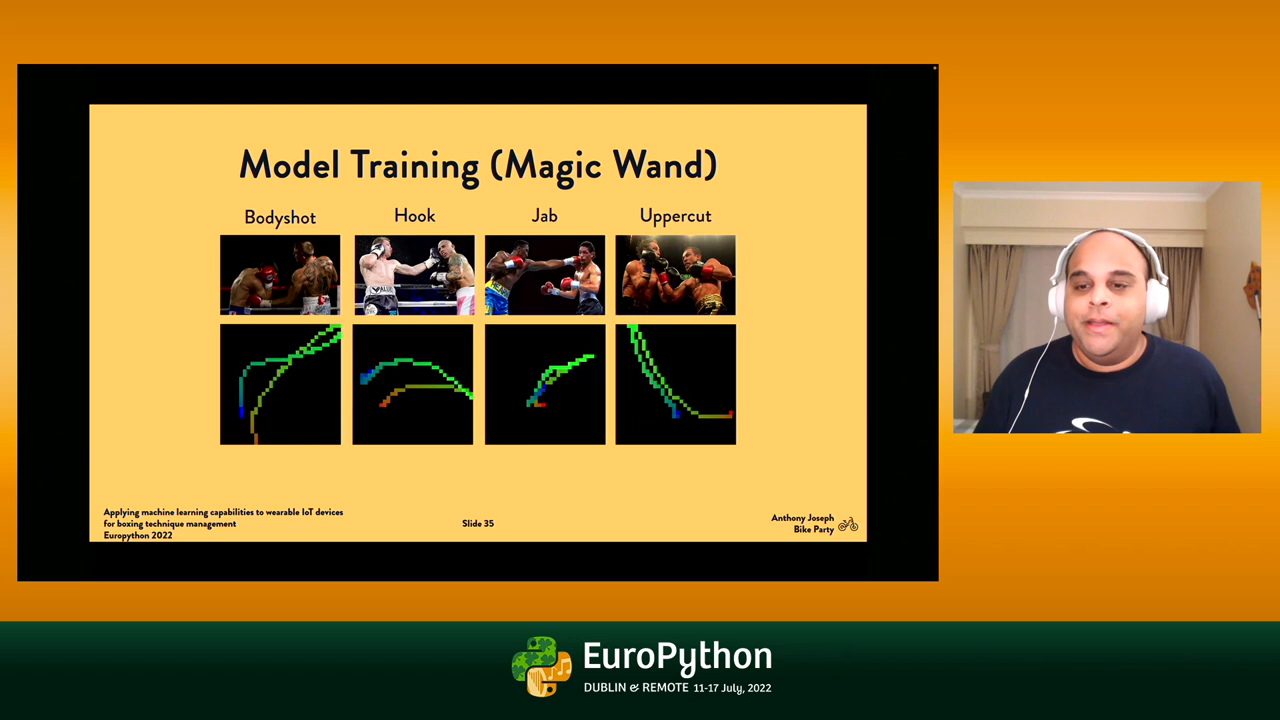 Model Training (Magic Wand)
Bodyshot
Hook
Jab
Uppercut
Applying machine learning capabilities to wearable IoT devices
for boxing technique management
Europython 2022
Slide 35
Anthony Joseph
Bike Party
EuroPython
DUBLIN & REMOTE 11-17 July, 2022